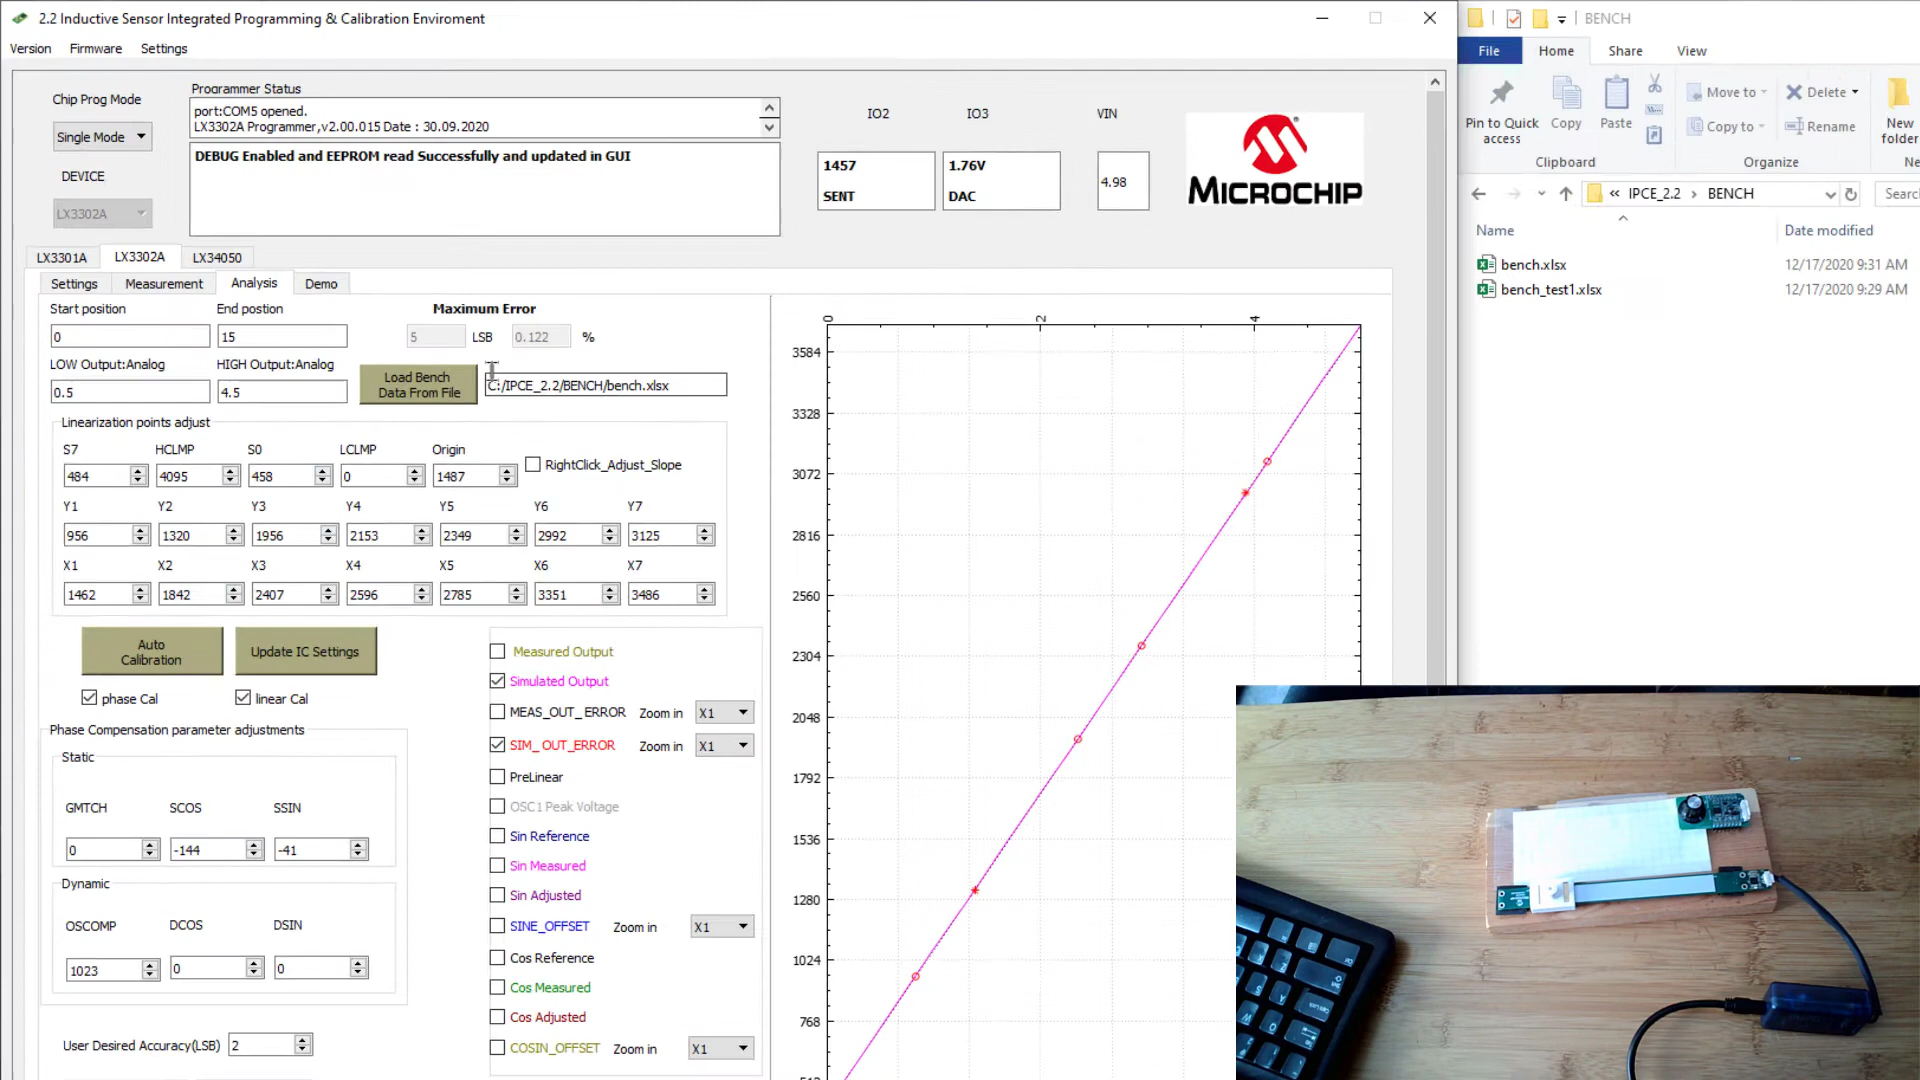 2.2 Inductive Sensor Integrated Programming & Calibration Enviroment
Version Firmware Settings
Chip Prog Mode
Single Mode
DEVICE
LX3302A
Programmer Status
port:COM5 opened.
LX3302A Programmer,v2.00.015 Date : 30.09.2020
DEBUG Enabled and EEPROM read Successfully and updated in GUI
IO2 IO3 VIN
1457
SENT
1.76V
DAC
4.98
MICROCHIP
LX3301A LX3302A LX34050
Settings Measurement Analysis Demo
Start position End postion Maximum Error
0 15 5 LSB 0.122 %
LOW Output:Analog HIGH Output:Analog
0.5 4.5
Load Bench
Data From File
C:/IPCE_2.2/BENCH/bench.xlsx
Linearization points adjust
S7 HCLMP S0 LCLMP Origin
484 4095 458 0 1487
RightClick_Adjust_Slope
Y1 Y2 Y3 Y4 Y5 Y6 Y7
956 1320 1956 2153 2349 2992 3125
X1 X2 X3 X4 X5 X6 X7
1462 1842 2407 2596 2785 3351 3486
Auto
Calibration
Update IC Settings
phase Cal linear Cal
Phase Compensation parameter adjustments
Static
GMTCH SCOS SSIN
0 -144 -41
Dynamic
OSCOMP DCOS DSIN
1023 0 0
User Desired Accuracy(LSB) 2
Measured Output
Simulated Output
MEAS_OUT_ERROR Zoom in X1
SIM_ OUT_ERROR Zoom in X1
PreLinear
OSC1 Peak Voltage
Sin Reference
Sin Measured
Sin Adjusted
SINE_OFFSET Zoom in X1
Cos Reference
Cos Measured
Cos Adjusted
COSIN_OFFSET Zoom in X1
0 2 4
3584
3328
3072
2816
2560
2304
2048
1792
1536
1280
1024
768
512
BENCH
File Home Share View
Pin to Quick
access
Copy
Paste
Clipboard
Move to
Copy to
Delete
Rename
Organize
New
folder
IPCE_2.2 BENCH
Name Date modified
bench.xlsx 12/17/2020 9:31 AM
bench_test1.xlsx 12/17/2020 9:29 AM